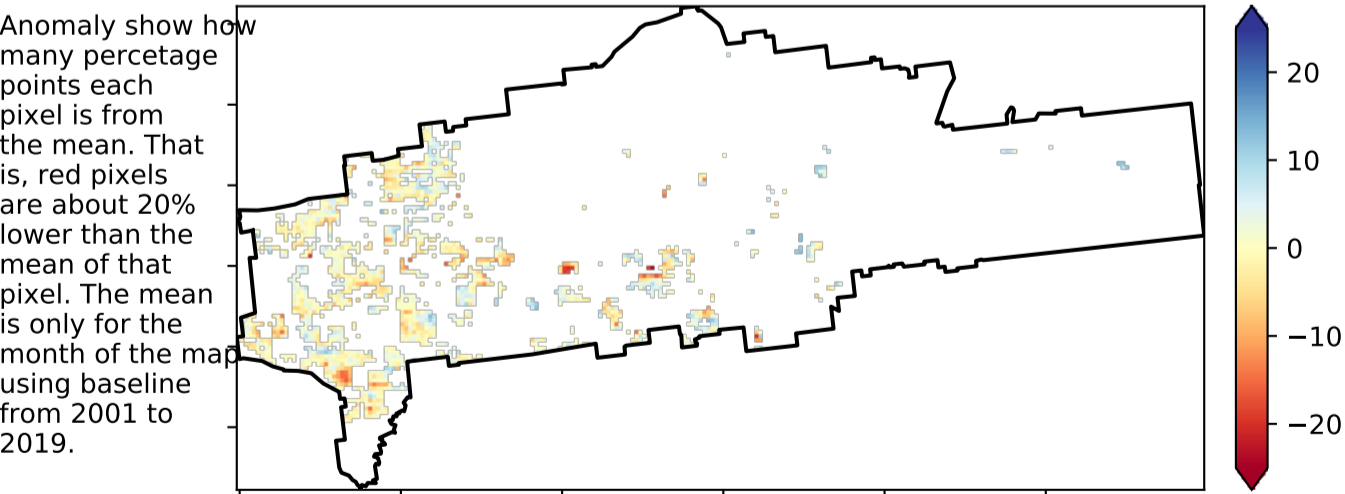 Anomaly show how
many percetage
points each
pixel is from
the mean. That
is, red pixels
are about 20%
lower than the
mean of that
pixel. The mean
is only for the
month of the map
using baseline
from 2001 to
2019.
20
10
0
−10
−20